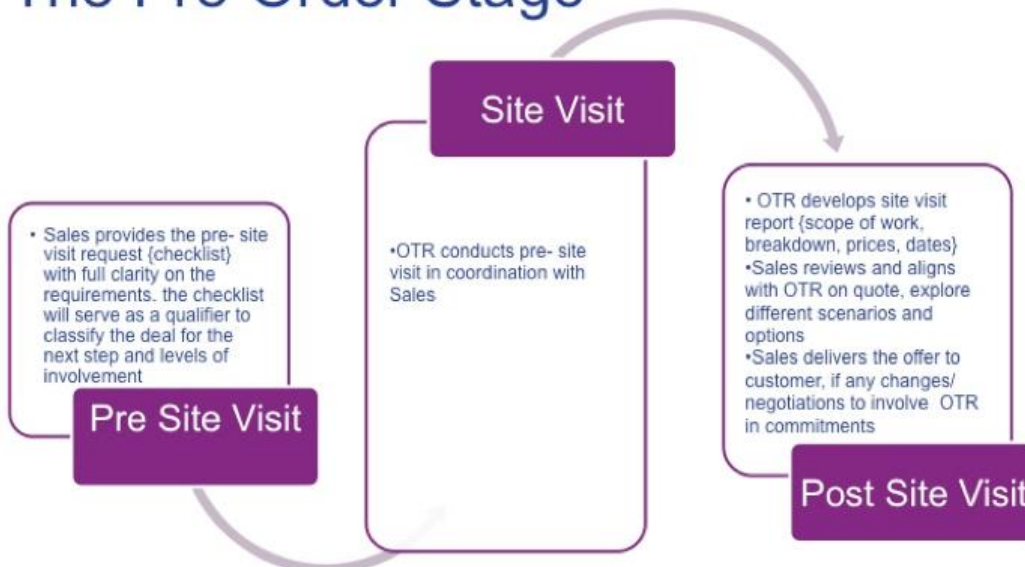 The Pre Order Stage
Site Visit
• Sales provides the pre- site
visit request {checklist}
with full clarity on the
requirements. the checklist
will serve as a qualifier to
classify the deal for the
next step and levels of
involvement
Pre Site Visit
•OTR conducts pre- site
visit in coordination with
Sales
• OTR develops site visit
report {scope of work,
breakdown, prices, dates}
•Sales reviews and aligns
with OTR on quote, explore
different scenarios and
options
•Sales delivers the offer to
customer, if any changes/
negotiations to involve OTR
in commitments
Post Site Visit